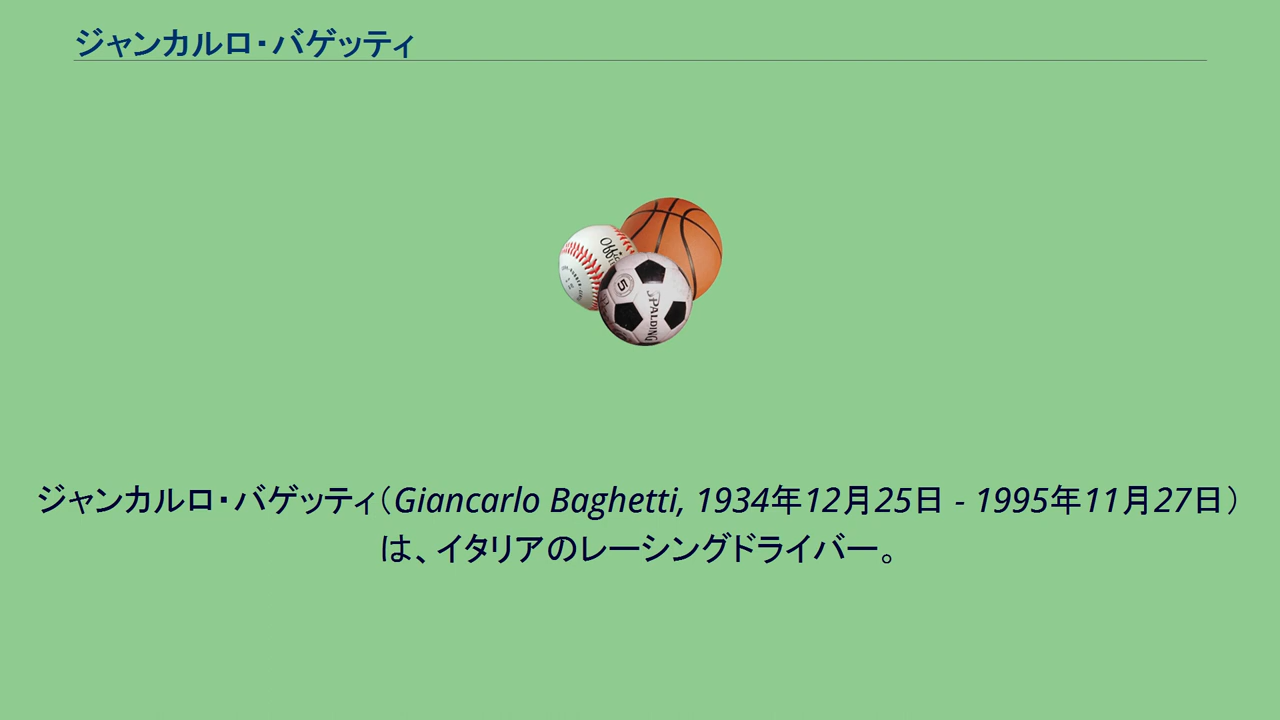 ジャンカルロ・バゲッティ
5
SPALDING
ジャンカルロ・バゲッティ（Giancarlo Baghetti, 1934年12月25日 - 1995年11月27日）
は、イタリアのレーシングドライバー。